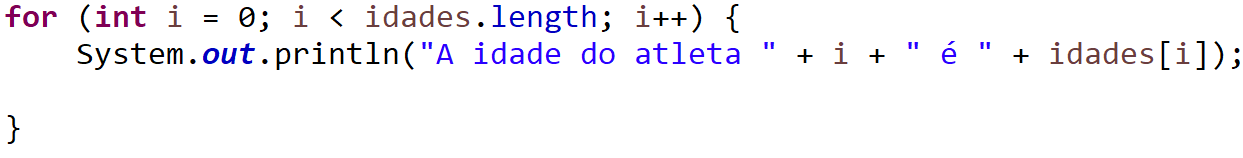 for (int i = 0; i < idades.length; i++) {
    System.out.println("A idade do atleta " + i + " é " + idades[i]);
}